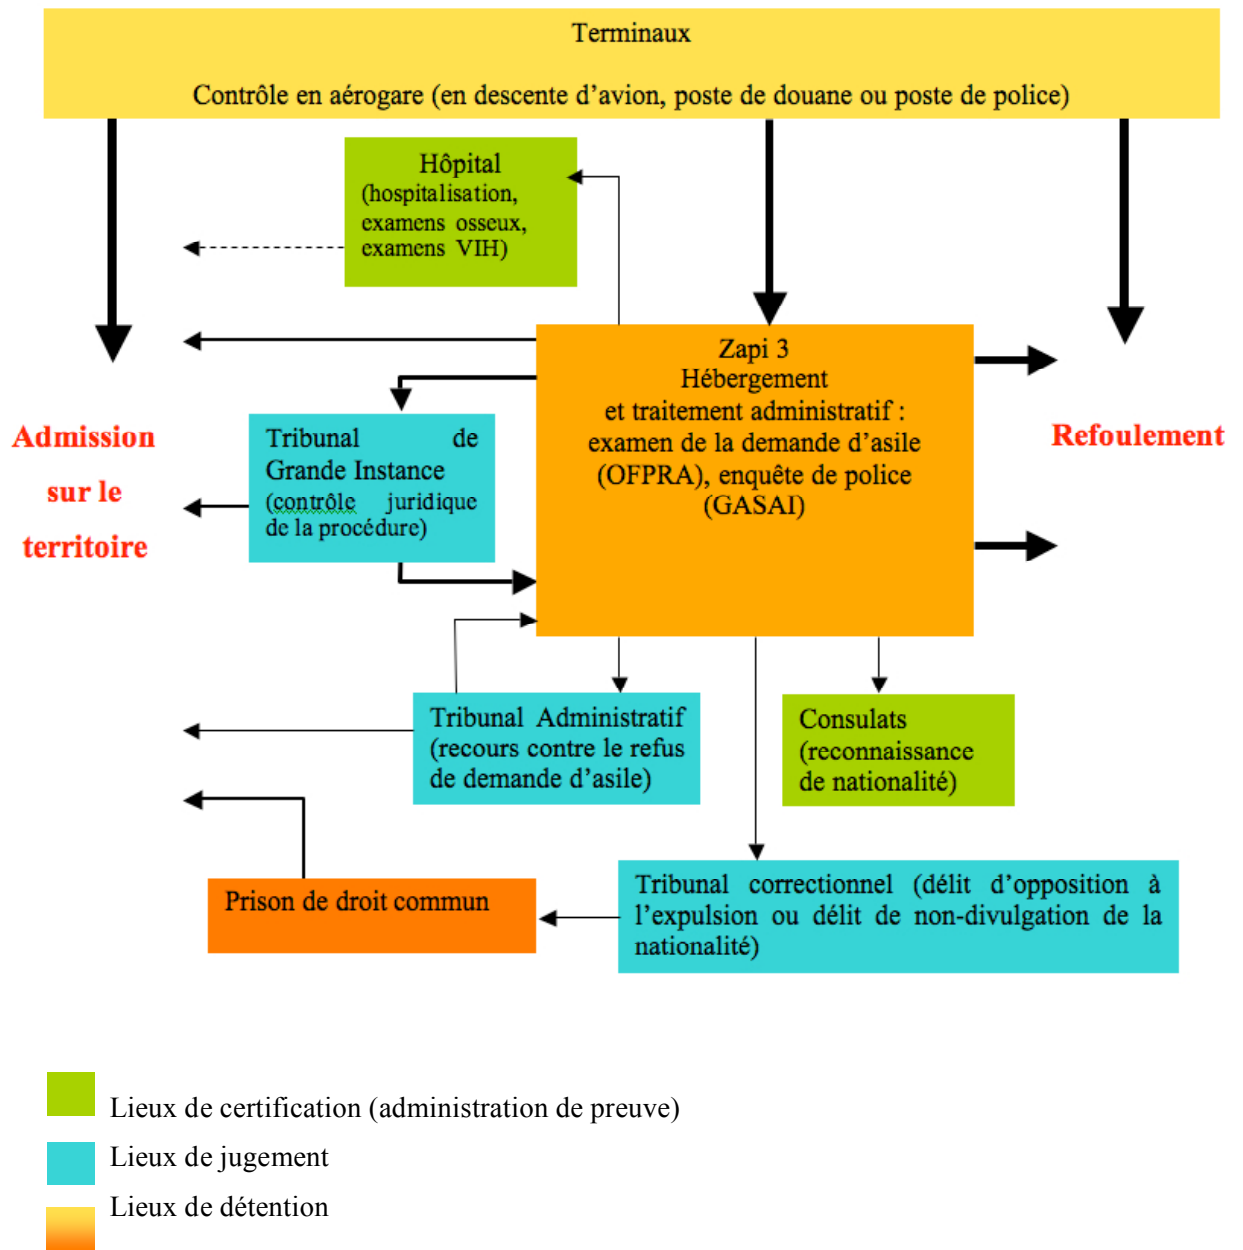 Terminaux
Contrôle en aérogare (en descente d’avion, poste de douane ou poste de police)
Hôpital
(hospitalisation,
examens osseux,
examens VIH)
Zapi 3
Hébergement
et traitement administratif :
examen de la demande d’asile
(OFPRA), enquête de police
(GASAI)
Tribunal de
Grande Instance
(contrôle juridique
de la procédure)
Admission
sur le
territoire
Refoulement
Tribunal Administratif
(recours contre le refus
de demande d’asile)
Consulats
(reconnaissance
de nationalité)
Prison de droit commun
Tribunal correctionnel (délit d’opposition à
l’expulsion ou délit de non-divulgation de la
nationalité)
Lieux de certification (administration de preuve)
Lieux de jugement
Lieux de détention